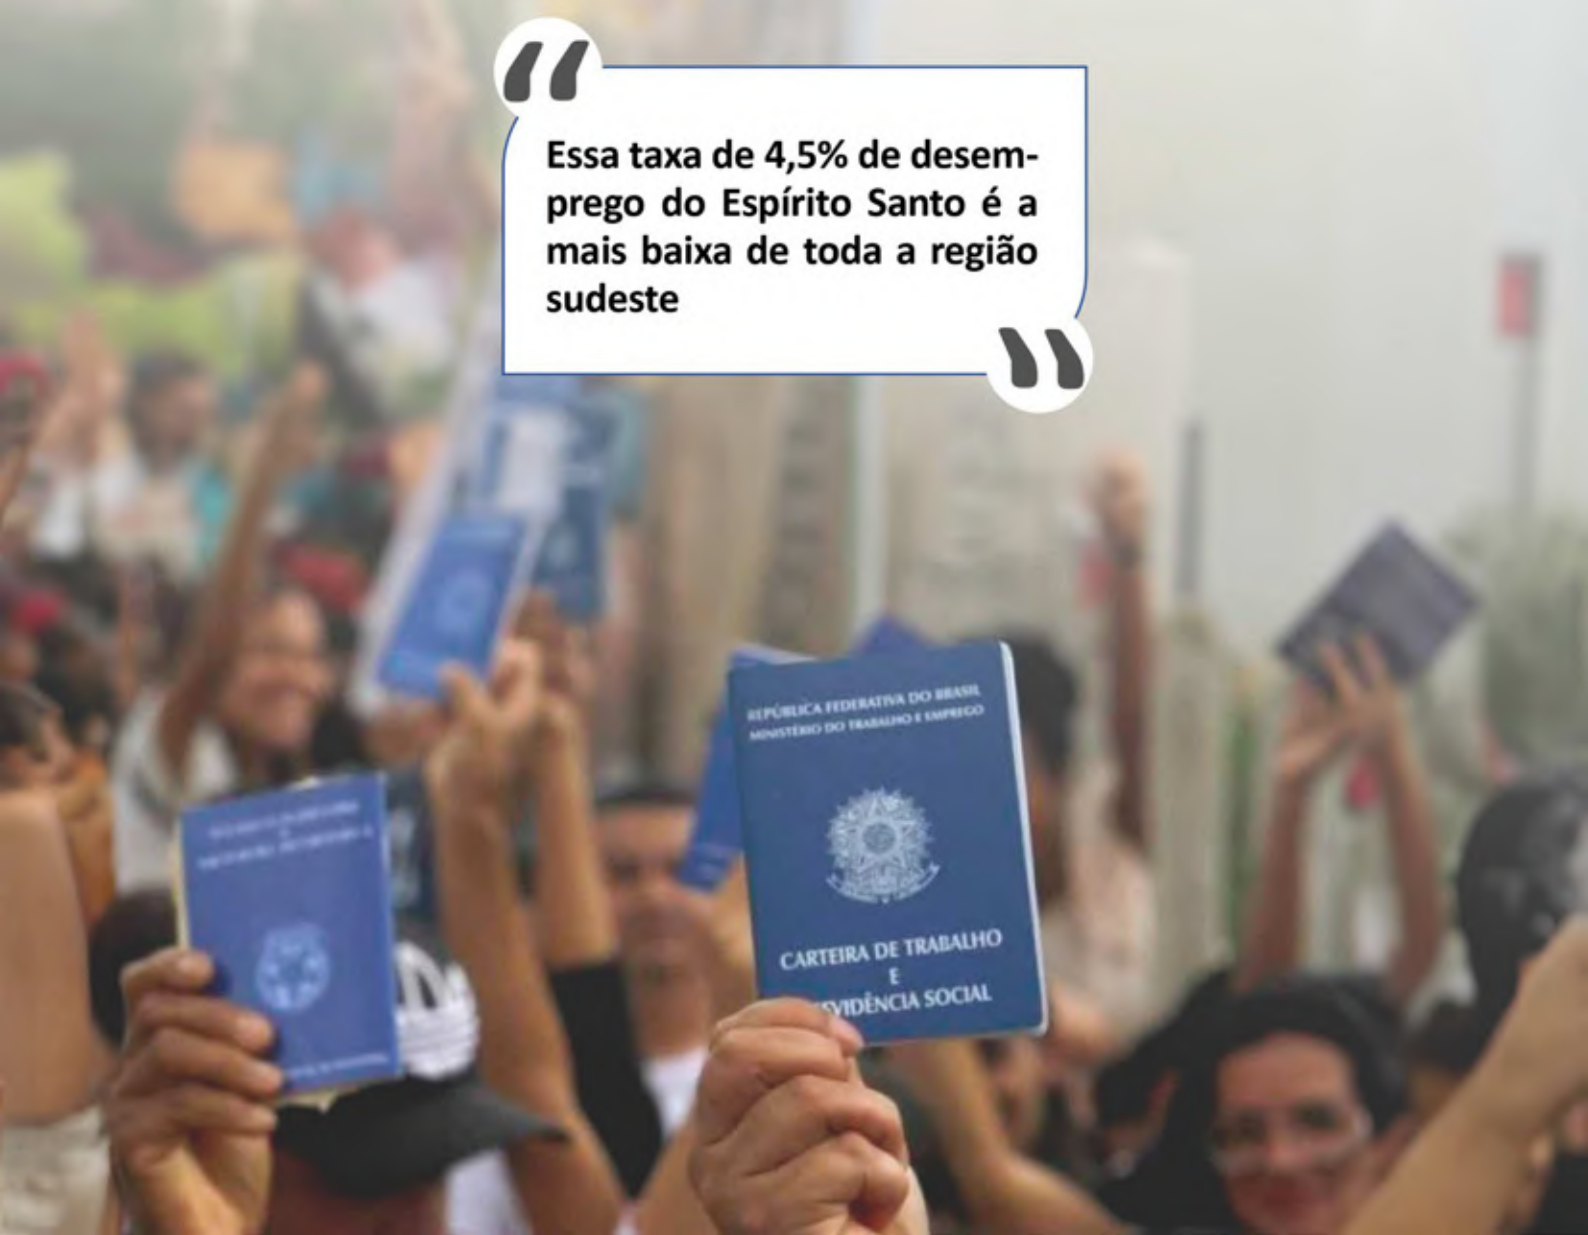 Essa taxa de 4,5% de desem-
prego do Espírito Santo é a
mais baixa de toda a região
sudeste
REPÚBLICA FEDERATIVA DO BRASIL
MINISTÉRIO DO TRABALHO E EMPREGO
CARTEIRA DE TRABALHO
E
EVIDÊNCIA SOCIAL